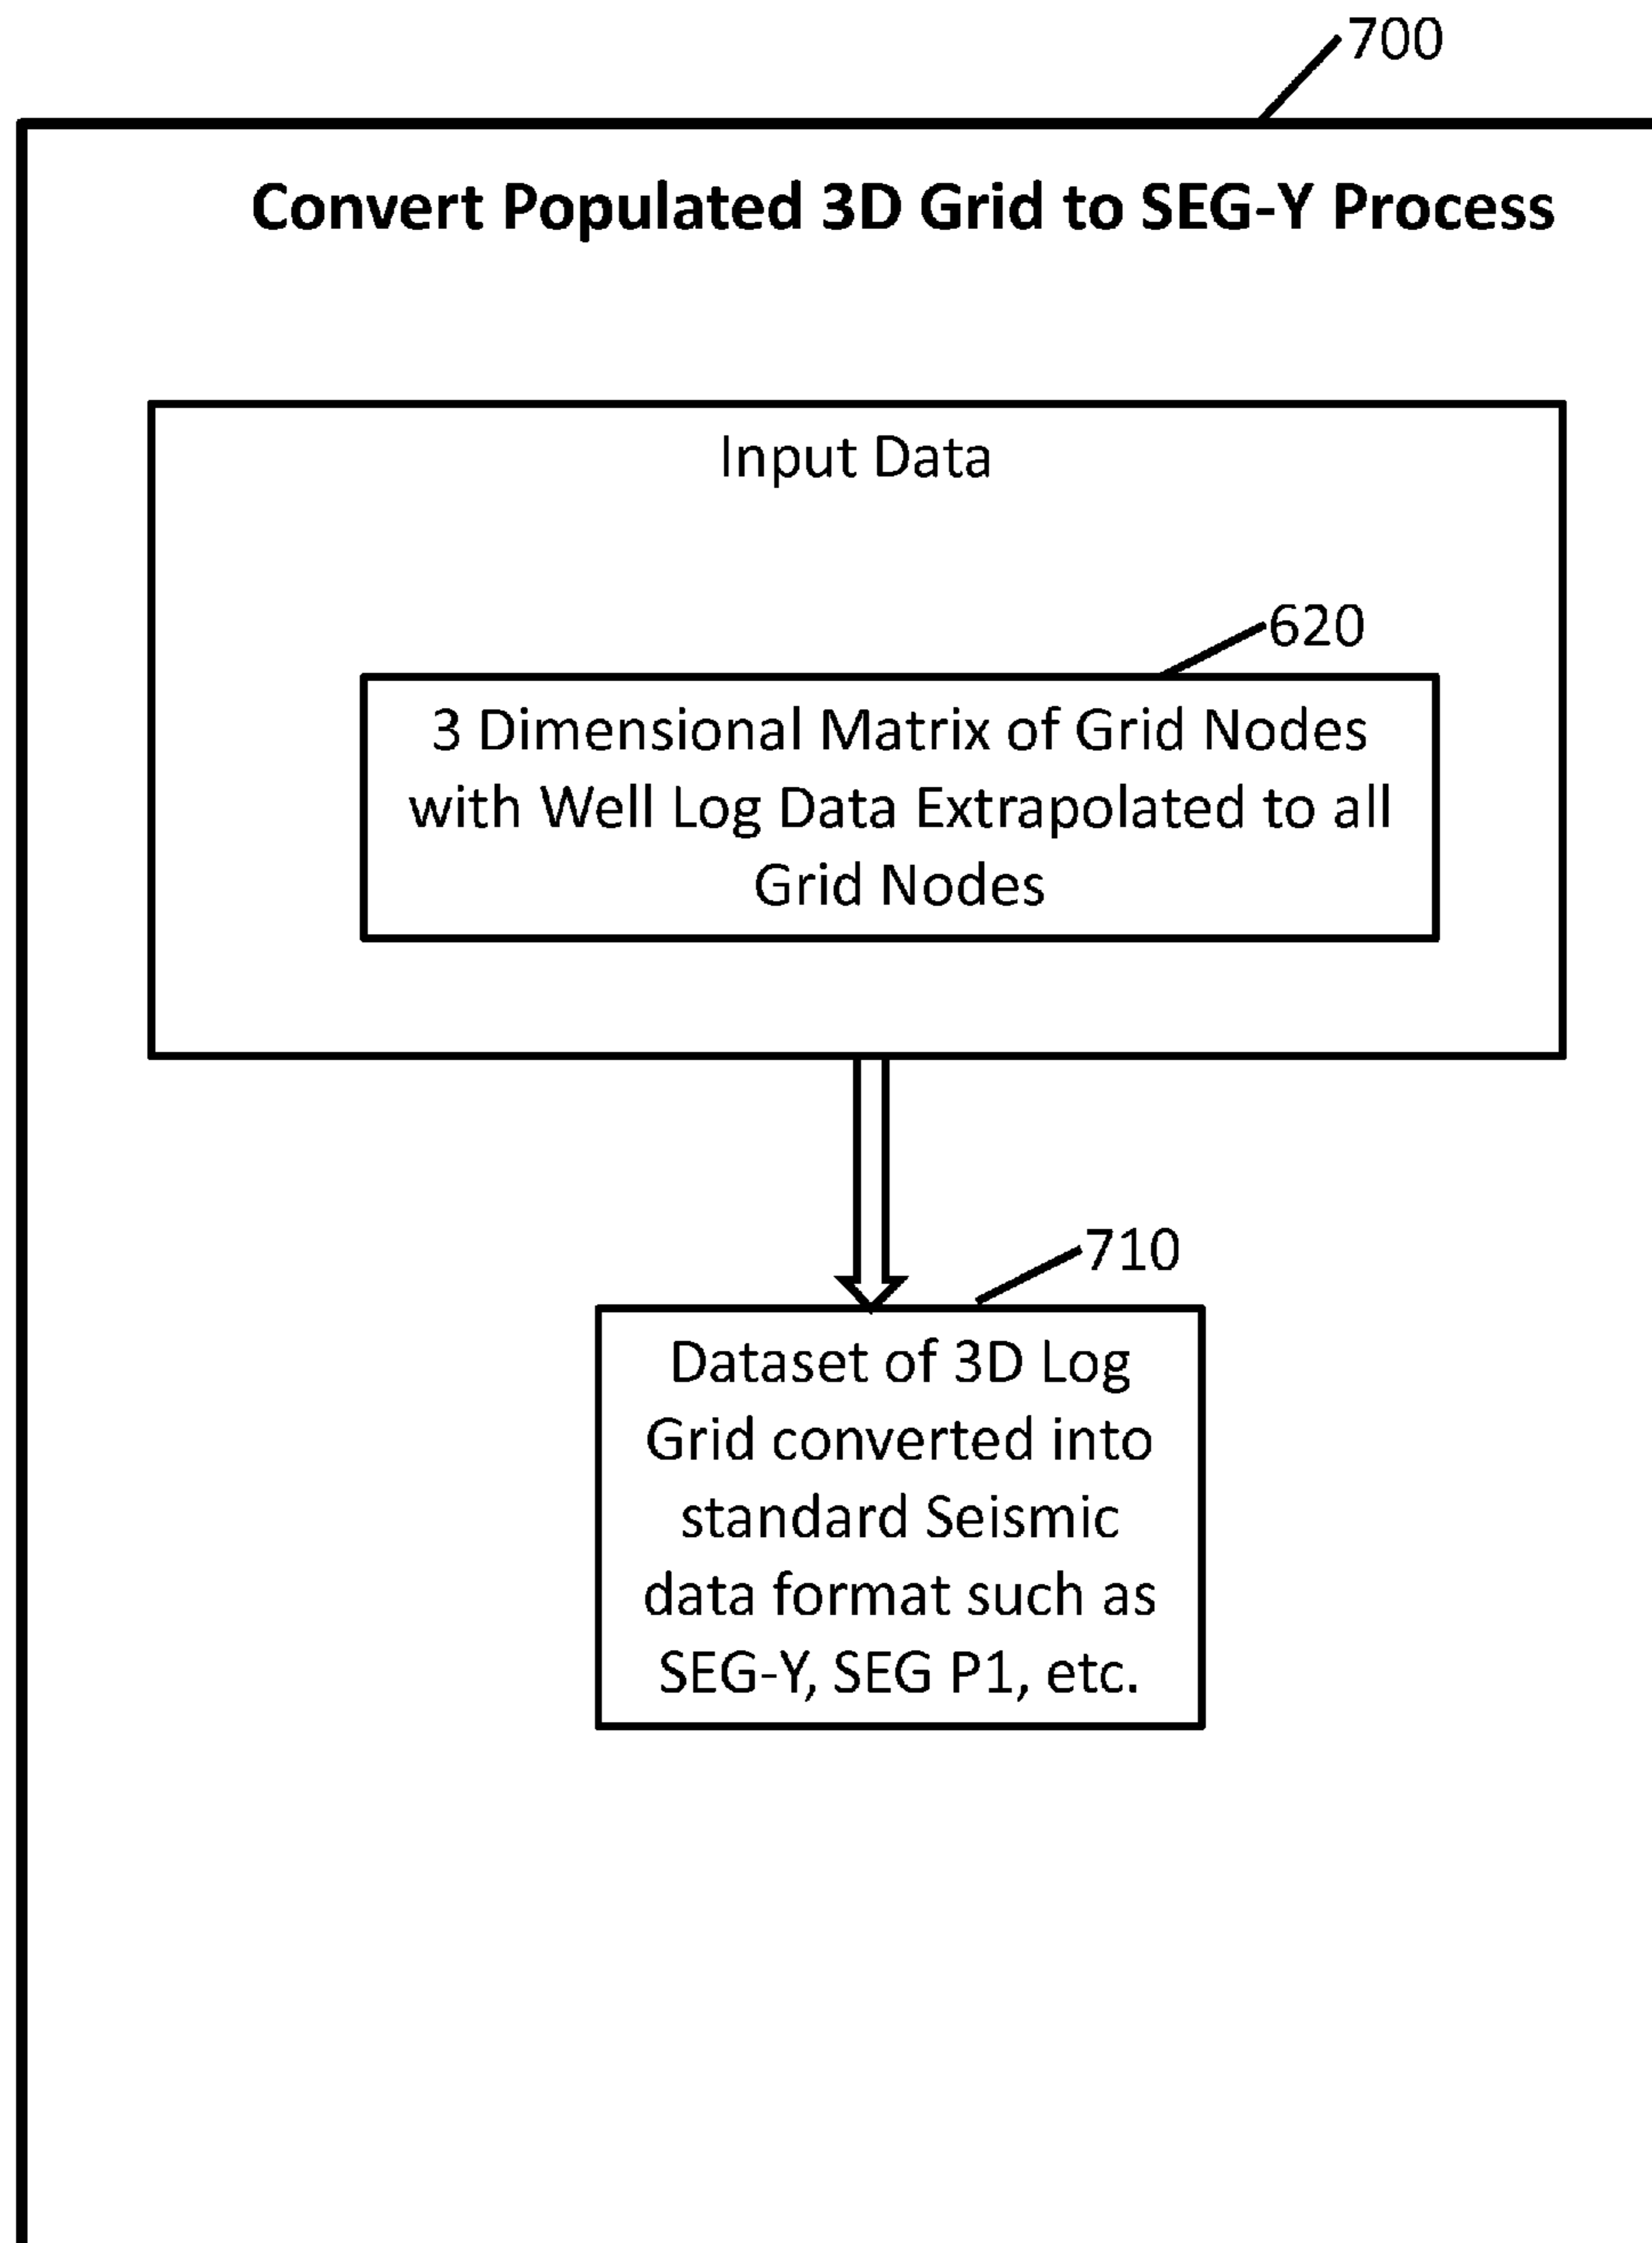 700
Convert Populated 3D Grid to SEG-Y Process
Input Data
620
3 Dimensional Matrix of Grid Nodes
with Well Log Data Extrapolated to all
Grid Nodes
710
Dataset of 3D Log
Grid converted into
standard Seismic
data format such as
SEG-Y, SEG P1, etc.